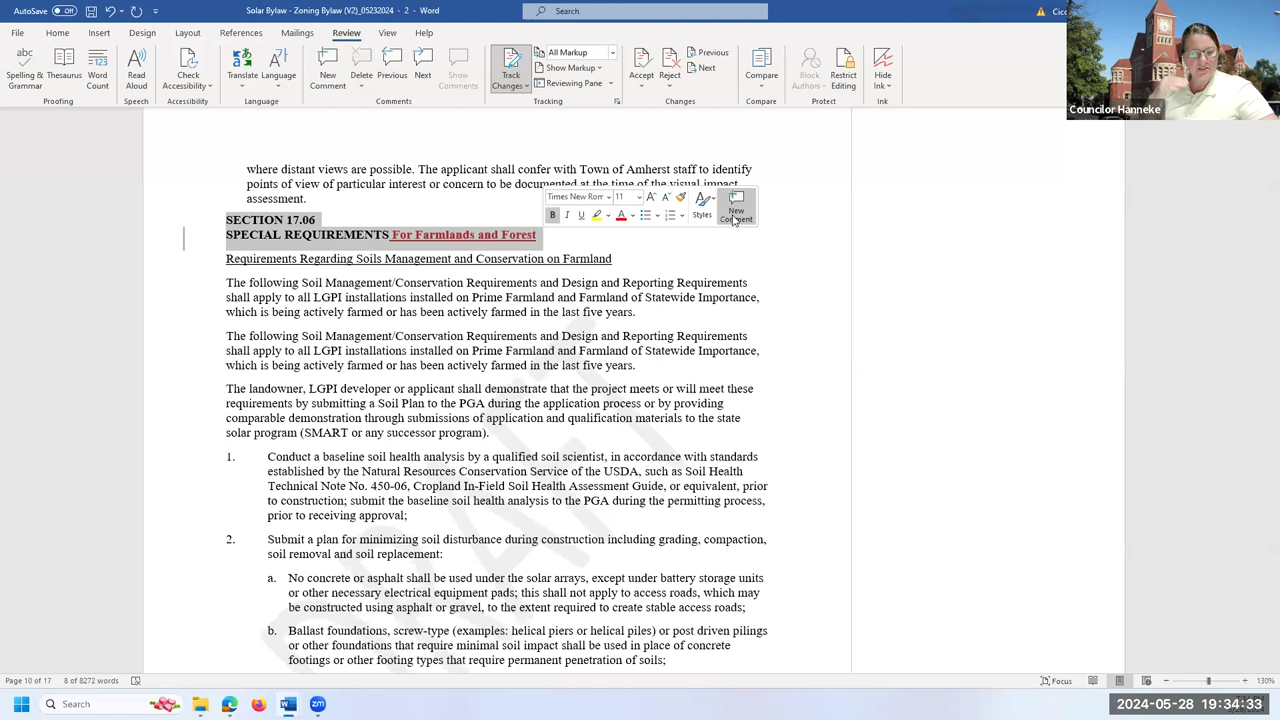 AutoSave Off Solar Bylaw - Zoning Bylaw (V2)_05232024 - 2 - Word Search
File Home Insert Design Layout References Mailings Review View Help
Spelling & Grammar Thesaurus Word Count Read Aloud Check Accessibility Translate Language New Comment Delete Previous Next Show Comments Track Changes All Markup Show Markup Reviewing Pane Accept Reject Previous Next Compare Block Authors Restrict Editing Hide Ink
Proofing Speech Accessibility Language Comments Tracking Changes Compare Protect Ink
Councilor Hanneke
where distant views are possible. The applicant shall confer with Town of Amherst staff to identify
points of view of particular interest or concern to be documented at the time of the visual impact
assessment.
Times New Ror 11 Styles New Comment
SECTION 17.06
SPECIAL REQUIREMENTS For Farmlands and Forest
Requirements Regarding Soils Management and Conservation on Farmland
The following Soil Management/Conservation Requirements and Design and Reporting Requirements
shall apply to all LGPI installations installed on Prime Farmland and Farmland of Statewide Importance,
which is being actively farmed or has been actively farmed in the last five years.
The following Soil Management/Conservation Requirements and Design and Reporting Requirements
shall apply to all LGPI installations installed on Prime Farmland and Farmland of Statewide Importance,
which is being actively farmed or has been actively farmed in the last five years.
The landowner, LGPI developer or applicant shall demonstrate that the project meets or will meet these
requirements by submitting a Soil Plan to the PGA during the application process or by providing
comparable demonstration through submissions of application and qualification materials to the state
solar program (SMART or any successor program).
1. Conduct a baseline soil health analysis by a qualified soil scientist, in accordance with standards
established by the Natural Resources Conservation Service of the USDA, such as Soil Health
Technical Note No. 450-06, Cropland In-Field Soil Health Assessment Guide, or equivalent, prior
to construction; submit the baseline soil health analysis to the PGA during the permitting process,
prior to receiving approval;
2. Submit a plan for minimizing soil disturbance during construction including grading, compaction,
soil removal and soil replacement:
a. No concrete or asphalt shall be used under the solar arrays, except under battery storage units
or other necessary electrical equipment pads; this shall not apply to access roads, which may
be constructed using asphalt or gravel, to the extent required to create stable access roads;
b. Ballast foundations, screw-type (examples: helical piers or helical piles) or post driven pilings
or other foundations that require minimal soil impact shall be used in place of concrete
footings or other footing types that require permanent penetration of soils;
DRAFT
Page 10 of 17 8 of 8272 words Focus 130%
Search 2024-05-28 19:34:33